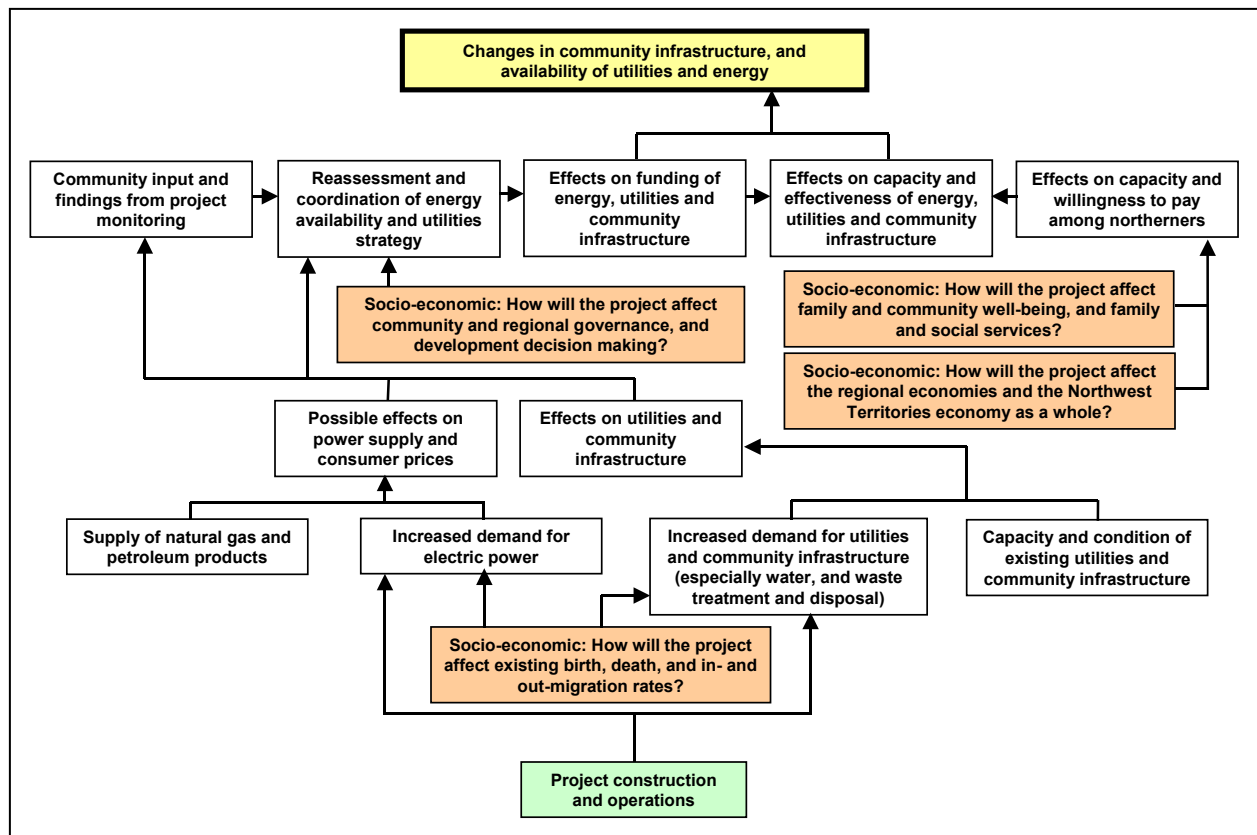 Changes in community infrastructure, and
availability of utilities and energy
Community input and
findings from project
monitoring
Reassessment and
coordination of energy
availability and utilities
strategy
Effects on funding of
energy, utilities and
community
infrastructure
Effects on capacity and
effectiveness of energy,
utilities and community
infrastructure
Effects on capacity and
willingness to pay
among northerners
Socio-economic: How will the project affect
community and regional governance, and
development decision making?
Socio-economic: How will the project affect
family and community well-being, and family
and social services?
Socio-economic: How will the project affect
the regional economies and the Northwest
Territories economy as a whole?
Possible effects on
power supply and
consumer prices
Effects on utilities and
community
infrastructure
Supply of natural gas and
petroleum products
Increased demand for
electric power
Increased demand for utilities
and community infrastructure
(especially water, and waste
treatment and disposal)
Capacity and condition of
existing utilities and
community infrastructure
Socio-economic: How will the project
affect existing birth, death, and in- and
out-migration rates?
Project construction
and operations